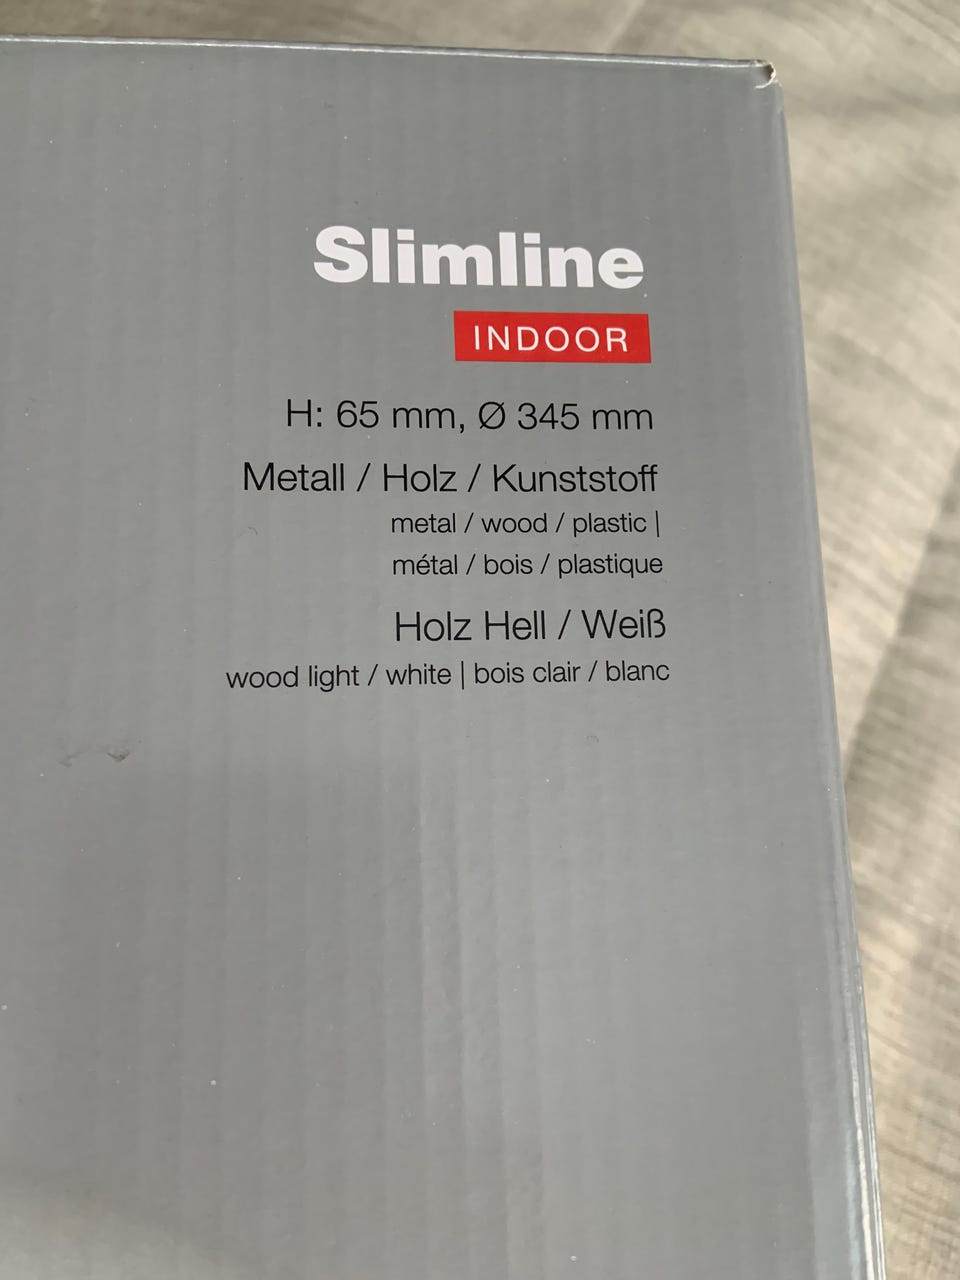 Slimline
INDOOR
H: 65 mm, Ø 345 mm
Metall / Holz / Kunststoff
metal / wood / plastic |
métal / bois / plastique
Holz Hell / Weiß
wood light / white | bois clair / blanc